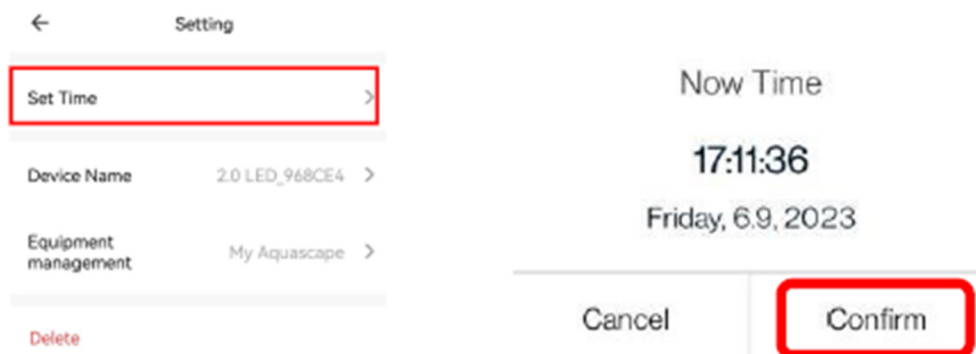 Setting
Set Time
Device Name 2.0 LED_968CE4
Equipment
management My Aquascape
Delete
Now Time
17:11:36
Friday, 6.9, 2023
Cancel Confirm